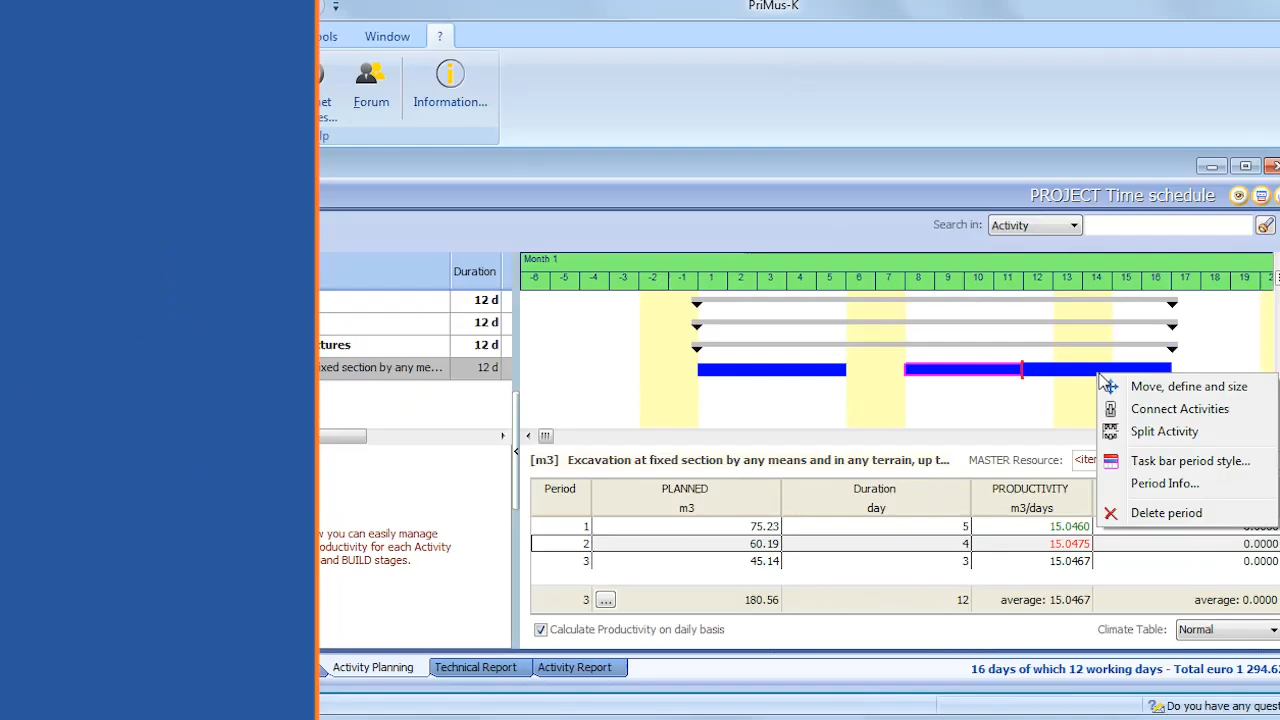 PriMus-K
ools Window ?
net Forum Information...
es...
lp
PROJECT Time schedule
Search in: Activity
Duration Month 1
-6 -5 -4 -3 -2 -1 1 2 3 4 5 6 7 8 9 10 11 12 13 14 15 16 17 18 19 2
12 d
12 d
tures 12 d
fixed section by any me... 12 d
Move, define and size
Connect Activities
Split Activity
Task bar period style...
Period Info...
Delete period
[m3] Excavation at fixed section by any means and in any terrain, up t... MASTER Resource: <iter
Period PLANNED Duration PRODUCTIVITY
m3 day m3/days
1 75.23 5 15.0460 0.0000
2 60.19 4 15.0475 0.0000
3 45.14 3 15.0467 0.0000
3 ... 180.56 12 average: 15.0467 average: 0.0000
w you can easily manage
oductivity for each Activity
and BUILD stages.
Calculate Productivity on daily basis Climate Table: Normal
Activity Planning Technical Report Activity Report 16 days of which 12 working days - Total euro 1 294.6
Do you have any quest